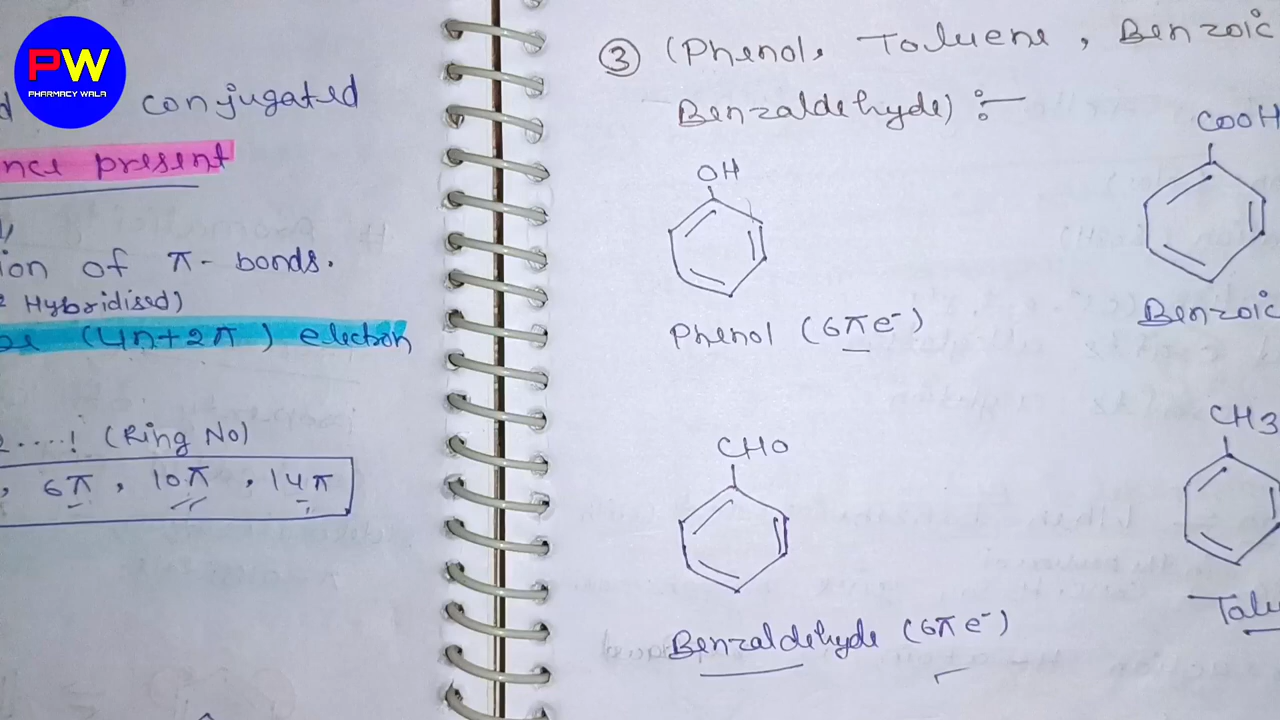 PW
PHARMACY WALA
conjugated
nce present
ion of π- bonds.
Hybridised)
(4n+2π) electron
....! (Ring No)
, 6π, 10π, 14π
③ (Phenol, Toluene, Benzoic
Benzaldehyde) :-
OH
Phenol (6πe⁻)
COOH
Benzoic
CHO
Benzaldehyde (6πe⁻)
CH3
Tolu